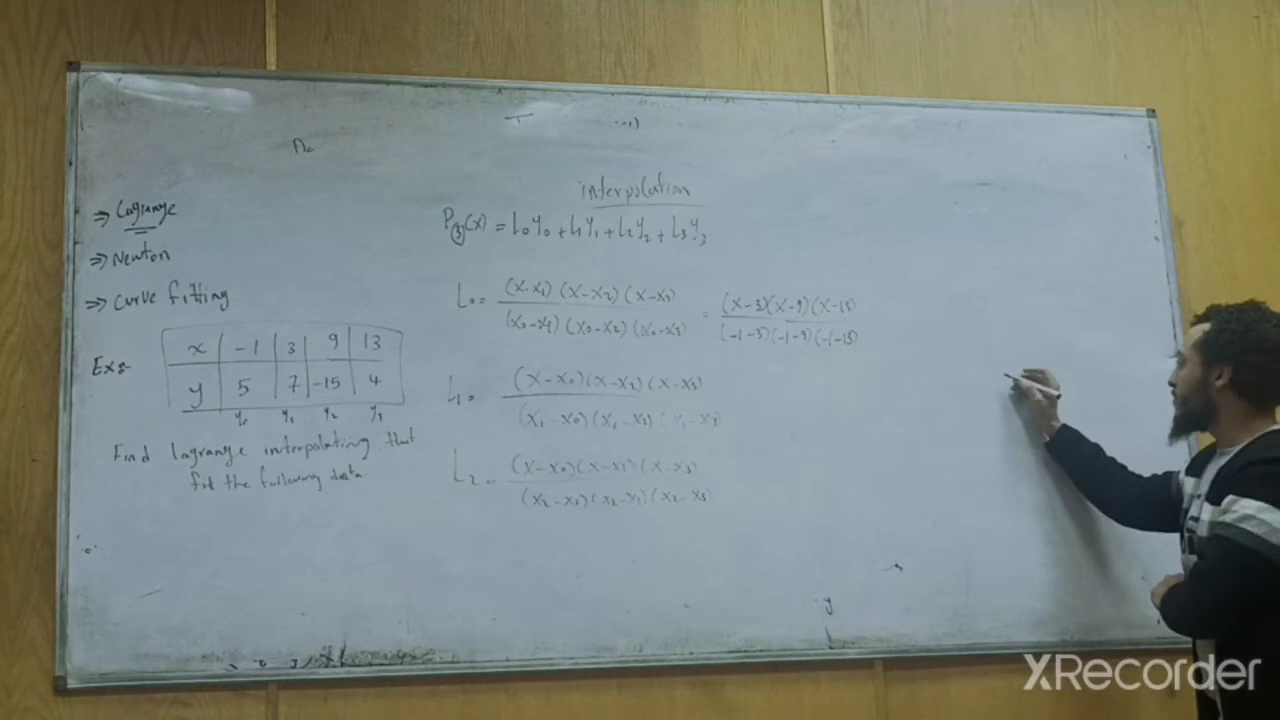 interpolation
⇒ Lagrange
⇒ Newton
⇒ Curve fitting
P(3)(x) = L0y0 + L1y1 + L2y2 + L3y3
L0 = (x-x1)(x-x2)(x-x3) / (x0-x1)(x0-x2)(x0-x3) = (x-3)(x-9)(x-13) / (-1-3)(-1-9)(-1-13)
Ex:-
x | -1 | 3 | 9 | 13
y | 5 | 7 | -15 | 4
y0 y1 y2 y3
L1 = (x-x0)(x-x2)(x-x3) / (x1-x0)(x1-x2)(x1-x3)
Find lagrange interpolating that
fit the following data
L2 = (x-x0)(x-x1)(x-x3) / (x2-x0)(x2-x1)(x2-x3)
XRecorder